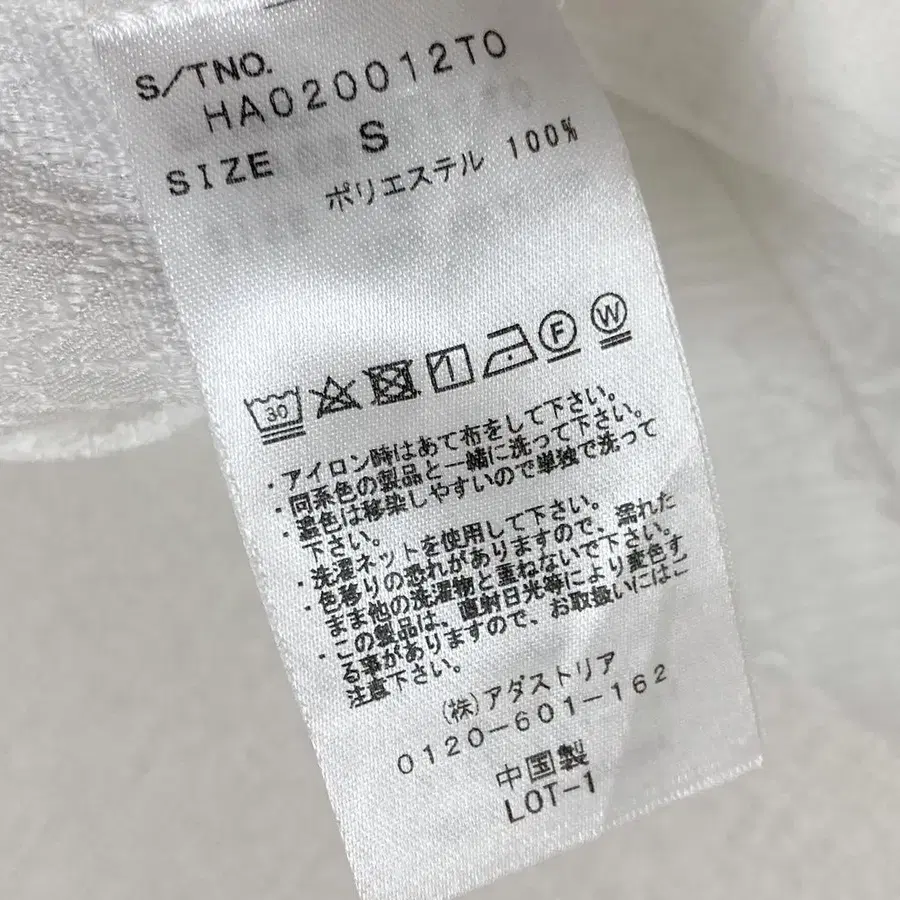 S/TNO.
HA020012T0
SIZE S
ポリエステル 100%
30
F W
・アイロン時はあて布をして下さい。
・同系色の製品と一緒に洗って下さい。
・濃色は移染しやすいので単独で洗って
下さい。
・洗濯ネットを使用して下さい。
・色移りの恐れがありますので、濡れた
まま他の洗濯物と重ねないで下さい。
・この製品は、直射日光等により変色す
る事がありますので、お取扱いにはご
注意下さい。
(株)アダストリア
0120-601-162
中国製
LOT-1